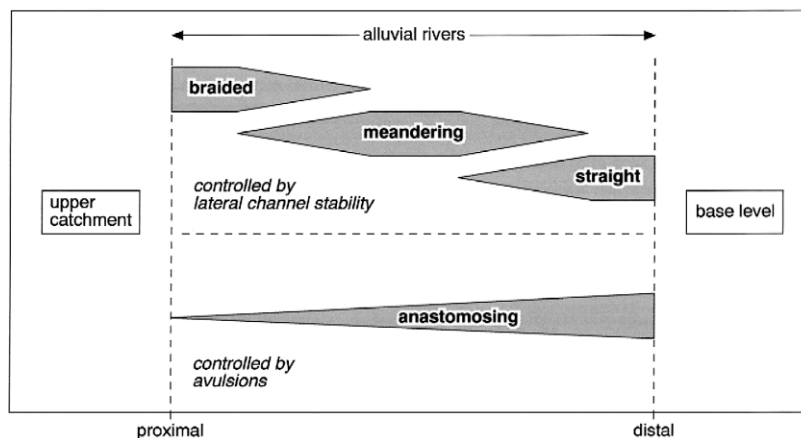 alluvial rivers
braided
meandering
straight
controlled by
lateral channel stability
upper
catchment
base level
anastomosing
controlled by
avulsions
proximal
distal